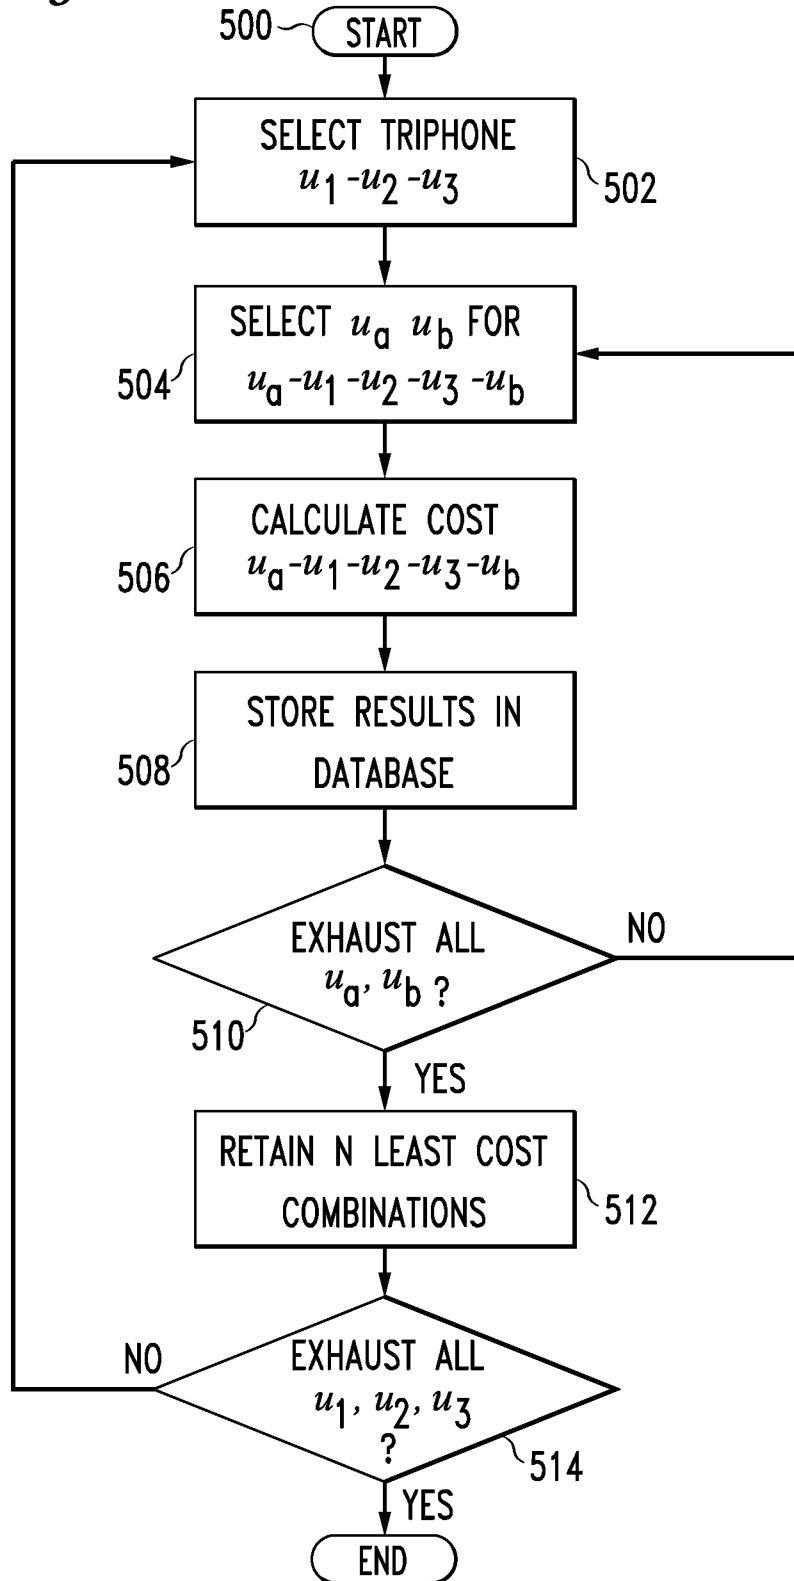 500
START
SELECT TRIPHONE
u1-u2-u3
502
SELECT ua ub FOR
ua-u1-u2-u3-ub
504
CALCULATE COST
ua-u1-u2-u3-ub
506
STORE RESULTS IN
DATABASE
508
EXHAUST ALL
ua, ub ?
NO
510
YES
RETAIN N LEAST COST
COMBINATIONS
512
NO
EXHAUST ALL
u1, u2, u3
?
514
YES
END